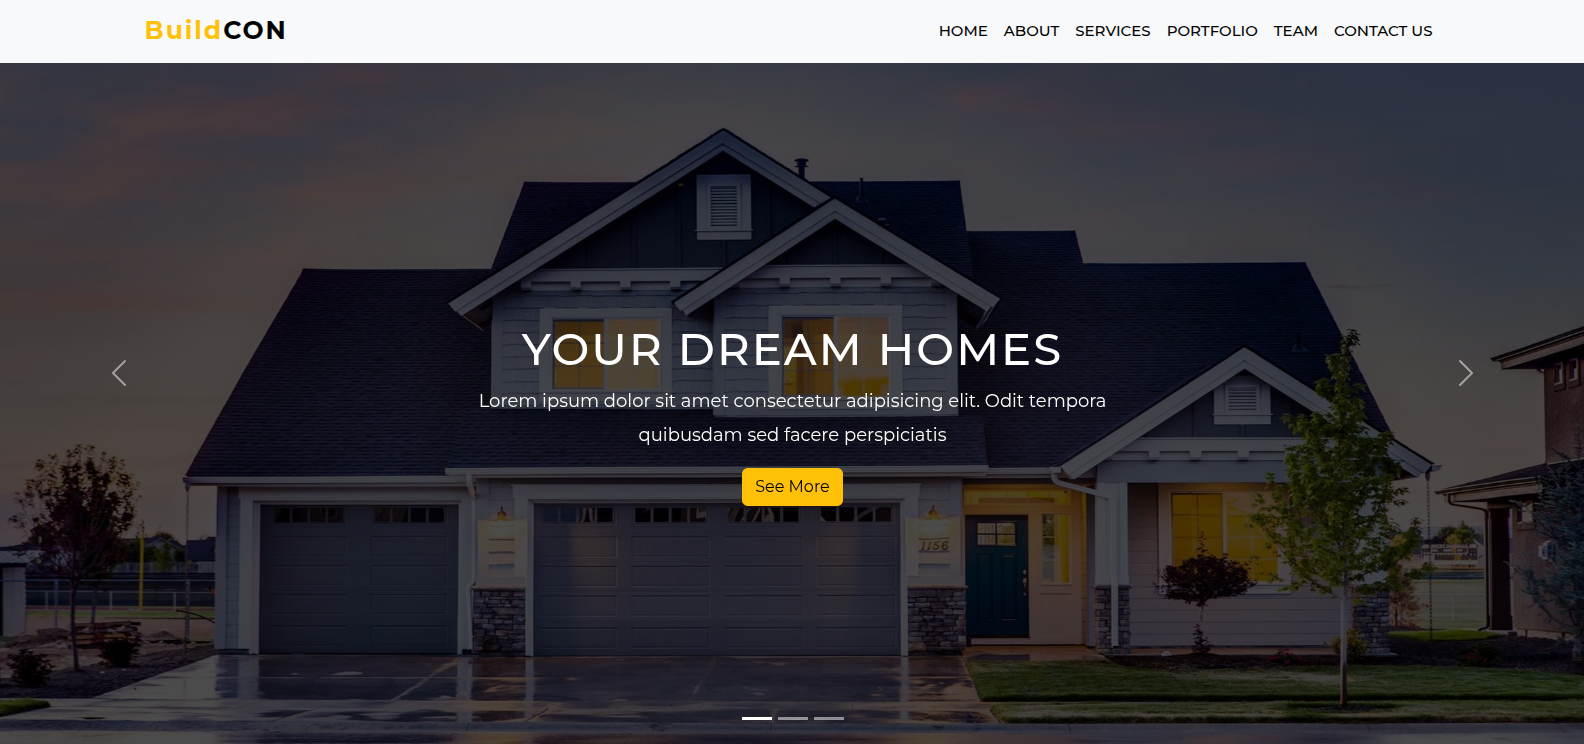 BuildCON
HOME ABOUT SERVICES PORTFOLIO TEAM CONTACT US
YOUR DREAM HOMES
Lorem ipsum dolor sit amet consectetur adipisicing elit. Odit tempora
quibusdam sed facere perspiciatis
See More
1156